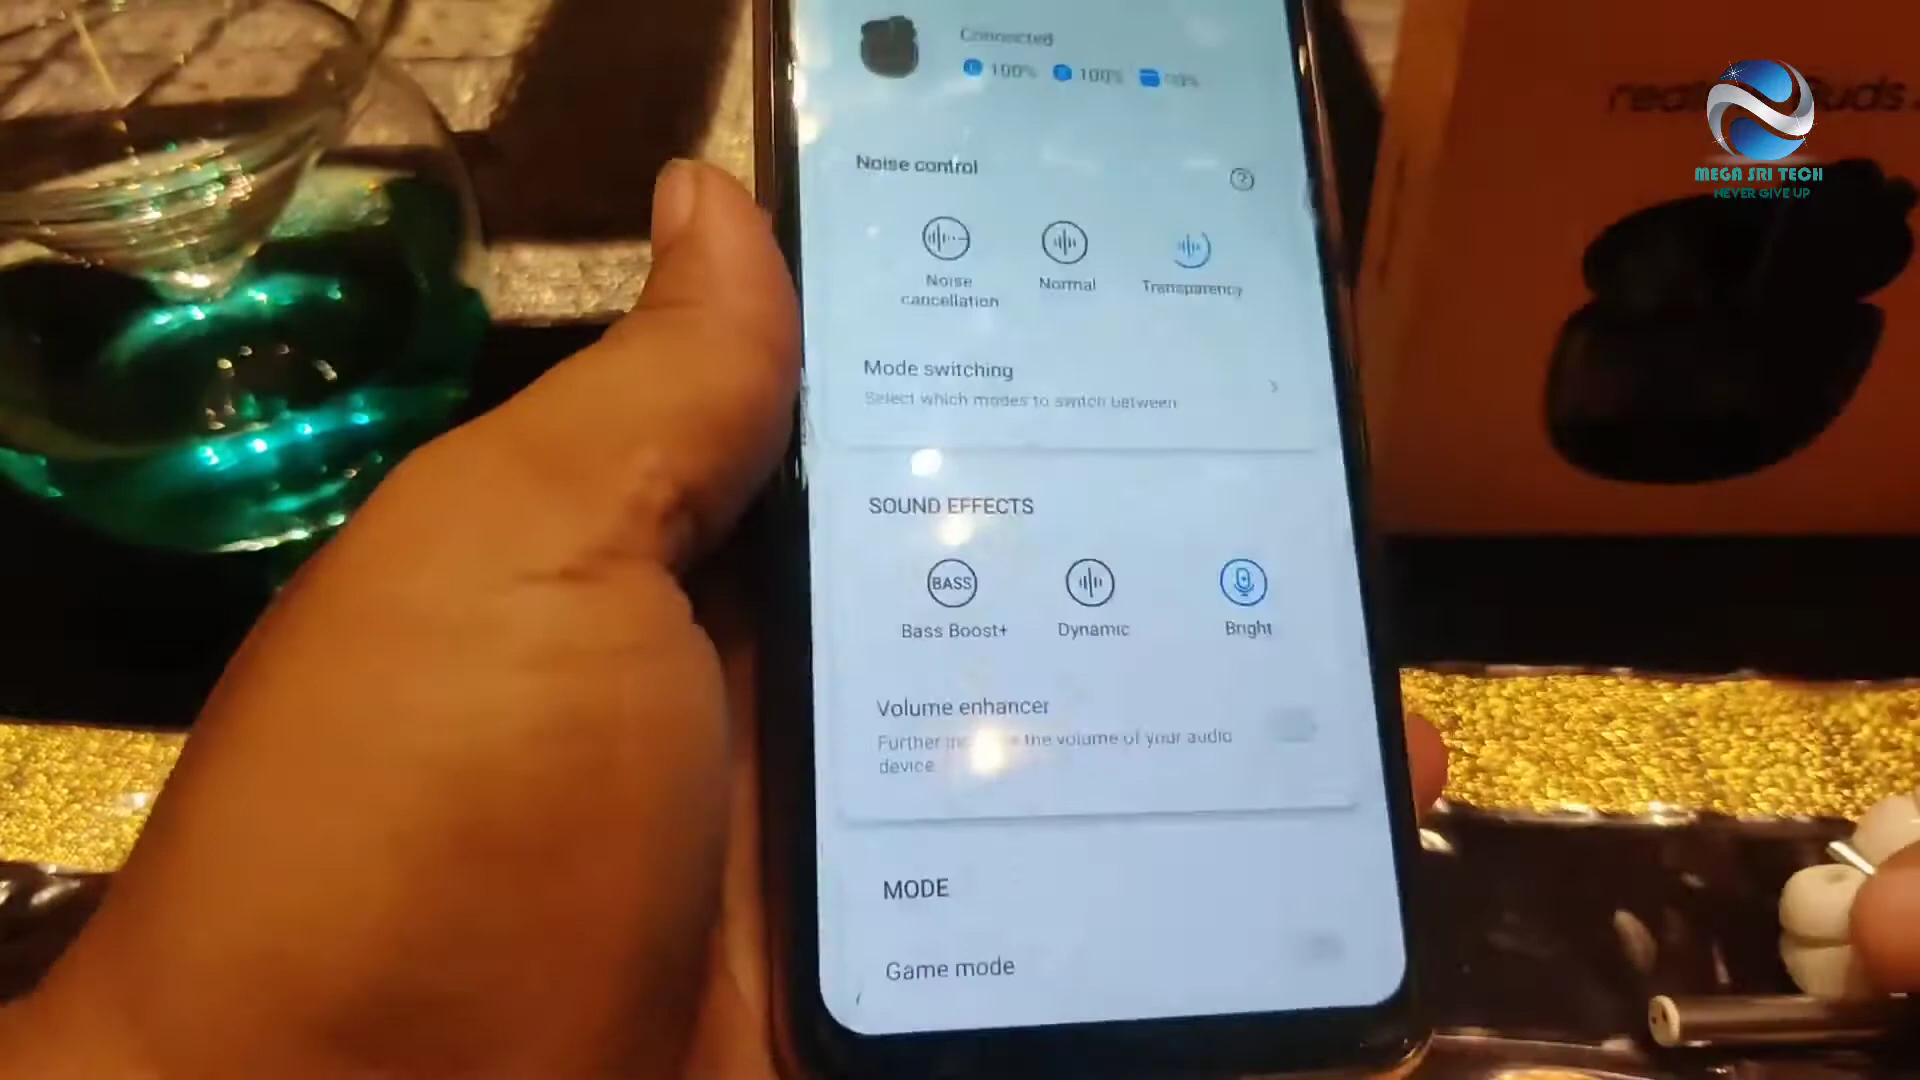 Connected
100% 100%
Noise control
Noise cancellation
Normal
Transparency
Mode switching
Select which modes to switch between
SOUND EFFECTS
BASS
Bass Boost+
Dynamic
Bright
Volume enhancer
Further the volume of your audio
device
MODE
Game mode
MEGA SRI TECH
NEVER GIVE UP